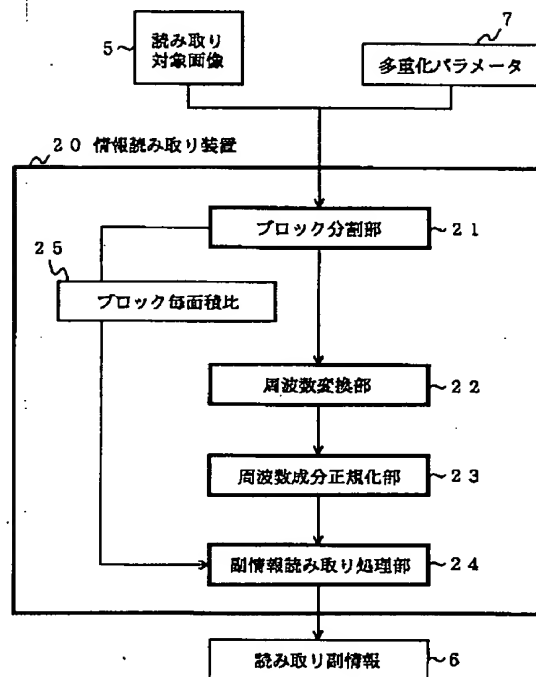 5
読み取り
対象画像
7
多重化パラメータ
20 情報読み取り装置
ブロック分割部
21
25
ブロック毎面積比
周波数変換部
22
周波数成分正規化部
23
副情報読み取り処理部
24
読み取り副情報
6